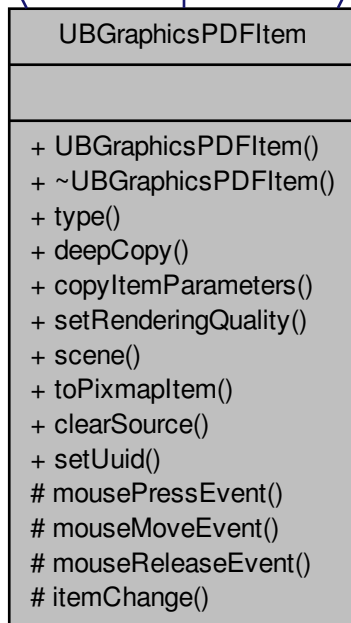 UBGraphicsPDFItem
+ UBGraphicsPDFItem()
+ ~UBGraphicsPDFItem()
+ type()
+ deepCopy()
+ copyItemParameters()
+ setRenderingQuality()
+ scene()
+ toPixmapItem()
+ clearSource()
+ setUuid()
# mousePressEvent()
# mouseMoveEvent()
# mouseReleaseEvent()
# itemChange()